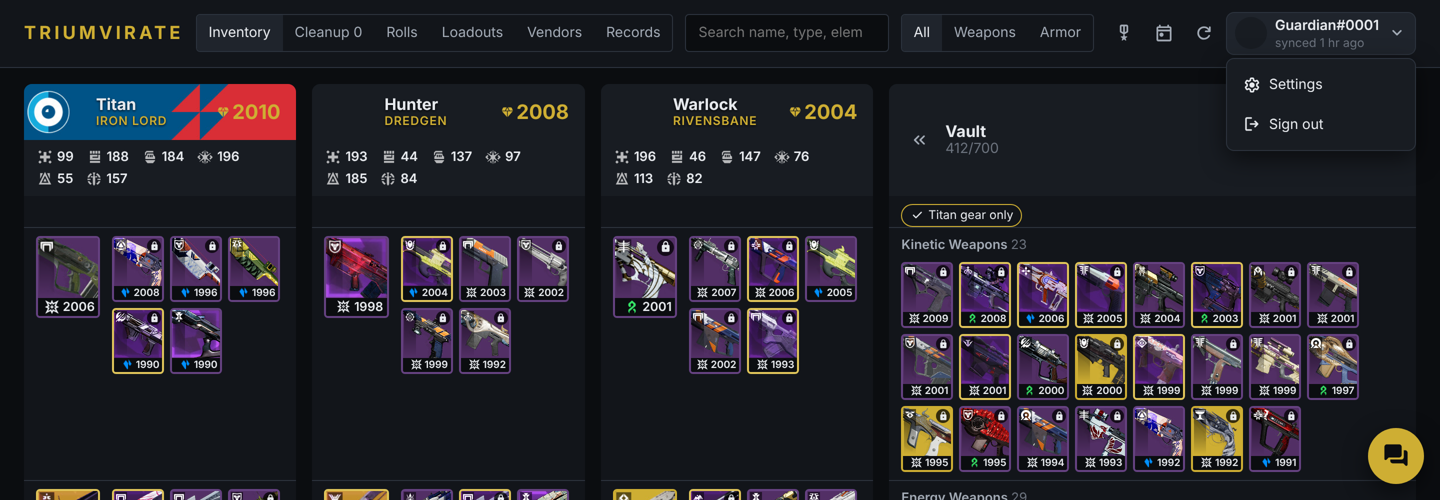 TRIUMVIRATE
Inventory Cleanup 0 Rolls Loadouts Vendors Records
Search name, type, elem
All Weapons Armor
Guardian#0001
synced 1 hr ago
Settings
Sign out
Titan
IRON LORD
2010
99 188 184 196
55 157
Hunter
DREDGEN
2008
193 44 137 97
185 84
Warlock
RIVENSBANE
2004
196 46 147 76
113 82
Vault
412/700
Titan gear only
2006
2008 1996 1996
1990 1990
1998
2004 2003 2002
1999 1992
2001
2007 2006 2005
2002 1993
Kinetic Weapons 23
2009 2008 2006 2005 2004 2003 2001 2001
2001 2001 2000 2000 1999 1999 1999 1997
1995 1995 1994 1993 1992 1992 1991
Energy Weapons 29